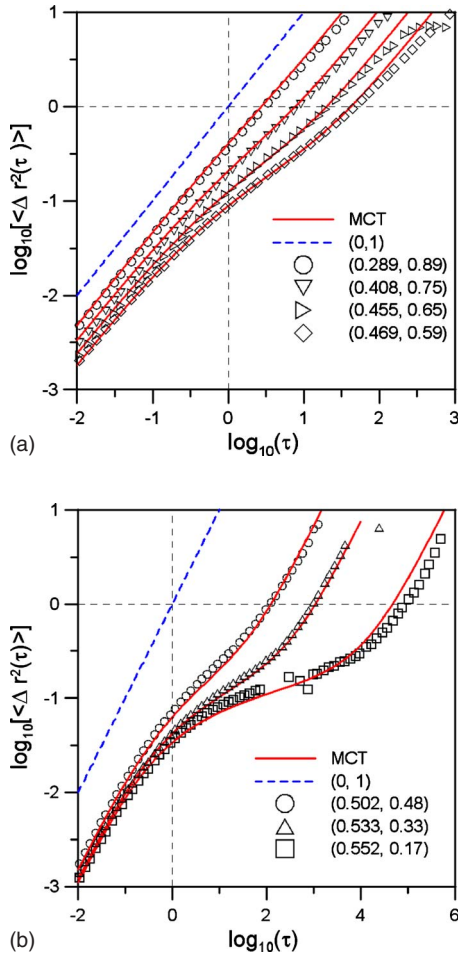 1
0
-1
-2
-3
log10[<Δ r2(τ)>]
MCT
(0,1)
(0.289, 0.89)
(0.408, 0.75)
(0.455, 0.65)
(0.469, 0.59)
-2 -1 0 1 2 3
(a) log10(τ)
1
0
-1
-2
-3
log10[<Δ r2(τ)>]
MCT
(0, 1)
(0.502, 0.48)
(0.533, 0.33)
(0.552, 0.17)
-2 0 2 4 6
(b) log10(τ)